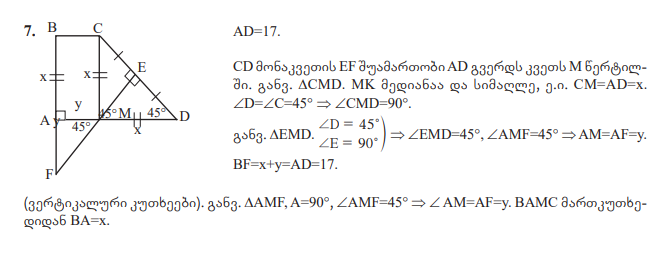 7. B C AD=17.
E
x x
y
A y 45° 45° M 45° D
x
F
CD მონაკვეთის EF შუამართობი AD გვერდს კვეთს M წერტილ-
ში. განვ. ΔCMD. MK მედიანაა და სიმაღლე, ე.ი. CM=AD=x.
∠D=∠C=45° ⇒ ∠CMD=90°.
განვ. ΔEMD. ∠D = 45° ∠E = 90° ) ⇒ ∠EMD=45°, ∠AMF=45° ⇒ AM=AF=y.
BF=x+y=AD=17.
(ვერტიკალური კუთხეები). განვ. ΔAMF, A=90°, ∠AMF=45° ⇒ ∠ AM=AF=y. BAMC მართკუთხე-
დიდან BA=x.